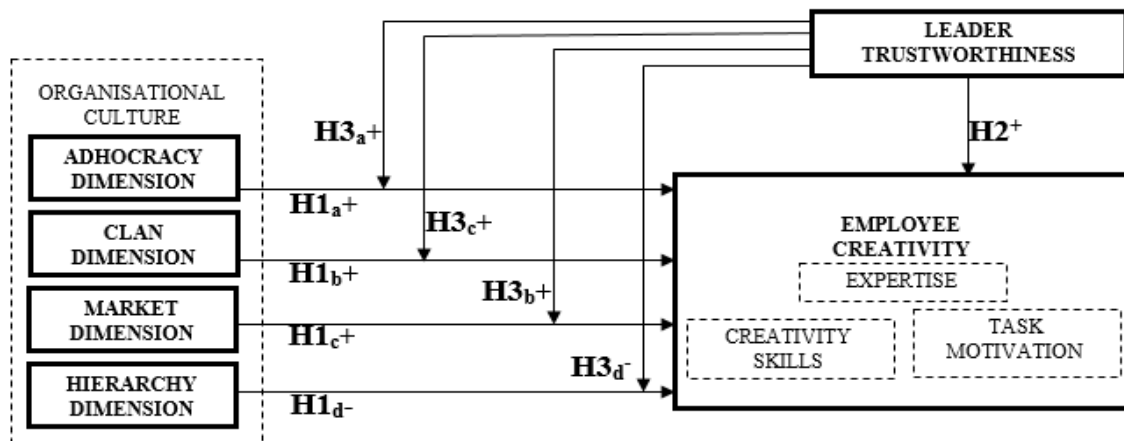 LEADER
TRUSTWORTHINESS
ORGANISATIONAL
CULTURE
ADHOCRACY
DIMENSION
CLAN
DIMENSION
MARKET
DIMENSION
HIERARCHY
DIMENSION
H3a+
H2+
H1a+
H3c+
H1b+
H3b+
H1c+
H3d-
H1d-
EMPLOYEE
CREATIVITY
EXPERTISE
CREATIVITY
SKILLS
TASK
MOTIVATION